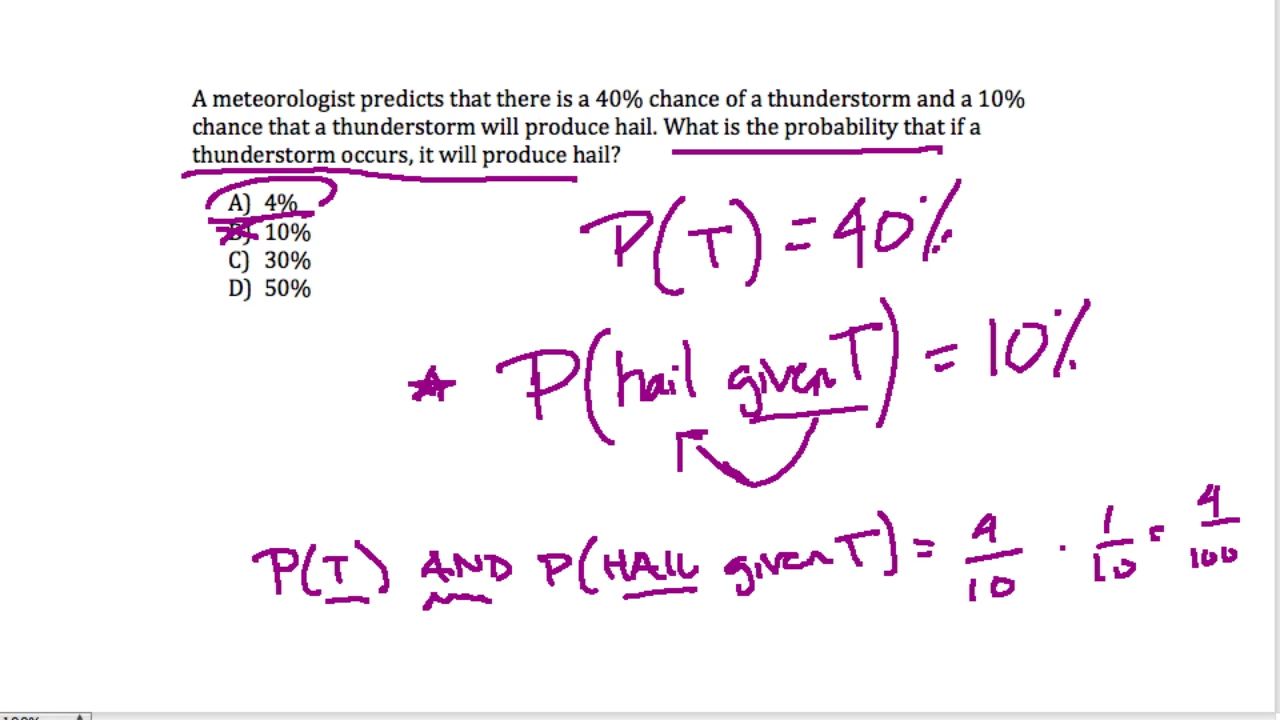 A meteorologist predicts that there is a 40% chance of a thunderstorm and a 10%
chance that a thunderstorm will produce hail. What is the probability that if a
thunderstorm occurs, it will produce hail?
A) 4%
B) 10%
C) 30%
D) 50%
P(T) = 40%
P(hail given T) = 10%
P(T) AND P(HAIL given T) = 4/10 · 1/10 = 4/100
100%